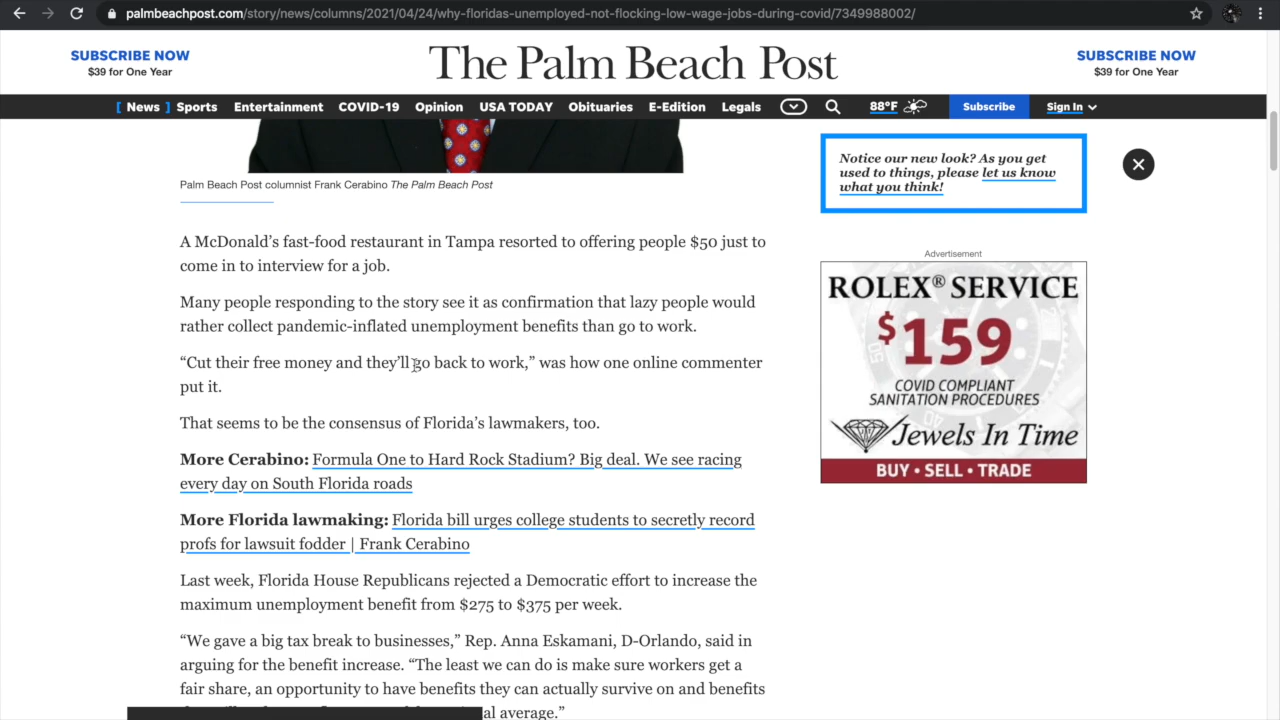 palmbeachpost.com/story/news/columns/2021/04/24/why-floridas-unemployed-not-flocking-low-wage-jobs-during-covid/7349988002/
SUBSCRIBE NOW
$39 for One Year
The Palm Beach Post
SUBSCRIBE NOW
$39 for One Year
[ News ] Sports Entertainment COVID-19 Opinion USA TODAY Obituaries E-Edition Legals 88°F Subscribe Sign In
Palm Beach Post columnist Frank Cerabino The Palm Beach Post
A McDonald’s fast-food restaurant in Tampa resorted to offering people $50 just to
come in to interview for a job.
Many people responding to the story see it as confirmation that lazy people would
rather collect pandemic-inflated unemployment benefits than go to work.
“Cut their free money and they’ll go back to work,” was how one online commenter
put it.
That seems to be the consensus of Florida’s lawmakers, too.
More Cerabino: Formula One to Hard Rock Stadium? Big deal. We see racing
every day on South Florida roads
More Florida lawmaking: Florida bill urges college students to secretly record
profs for lawsuit fodder | Frank Cerabino
Last week, Florida House Republicans rejected a Democratic effort to increase the
maximum unemployment benefit from $275 to $375 per week.
“We gave a big tax break to businesses,” Rep. Anna Eskamani, D-Orlando, said in
arguing for the benefit increase. “The least we can do is make sure workers get a
fair share, an opportunity to have benefits they can actually survive on and benefits
al average.”
Notice our new look? As you get
used to things, please let us know
what you think!
Advertisement
ROLEX® SERVICE
$159
COVID COMPLIANT
SANITATION PROCEDURES
Jewels In Time
BUY • SELL • TRADE